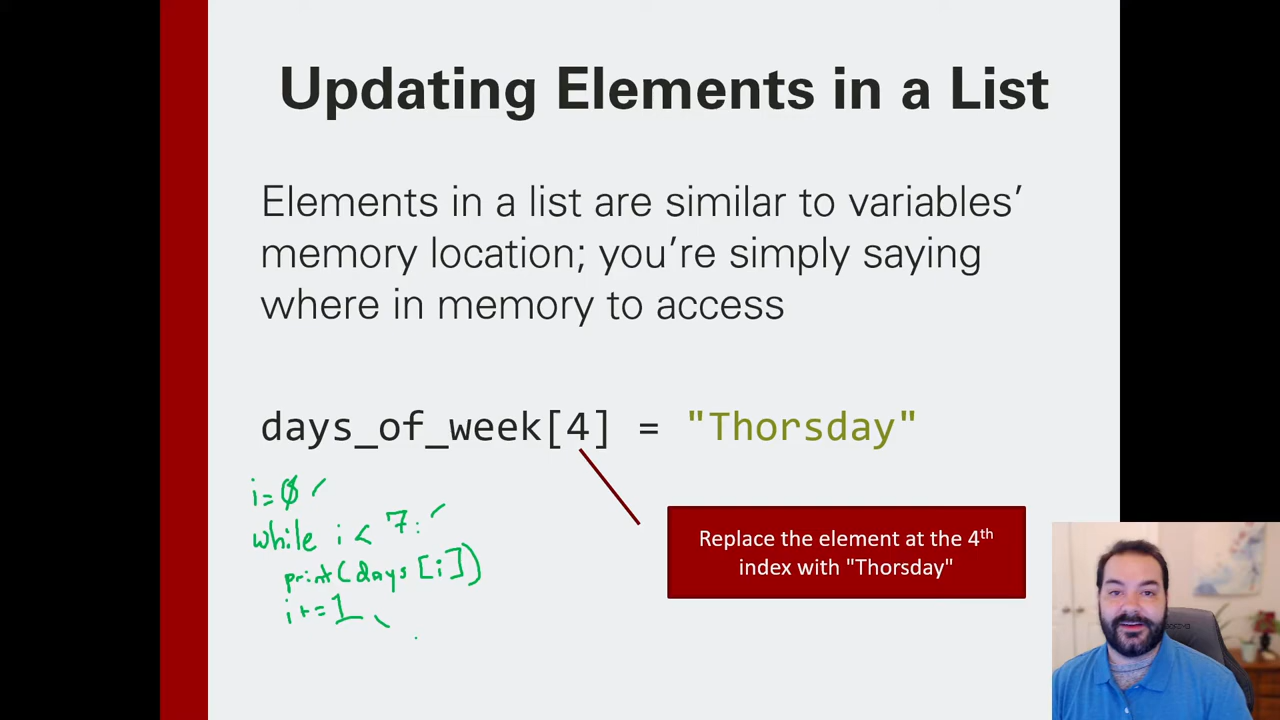 Updating Elements in a List
Elements in a list are similar to variables’
memory location; you’re simply saying
where in memory to access
days_of_week[4] = "Thorsday"
i=0
while i < 7:
print(days [i])
i+=1
Replace the element at the 4th
index with "Thorsday"